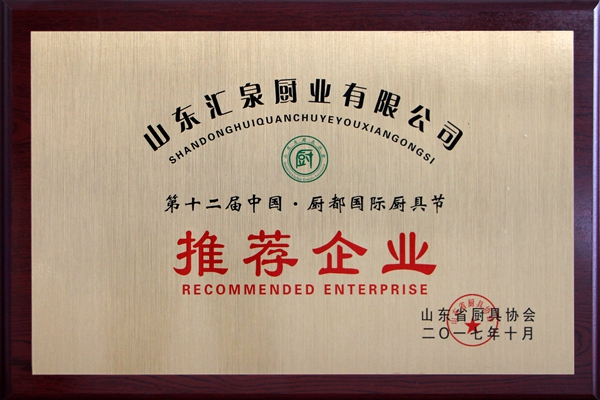 山东汇泉厨业有限公司
SHANDONGHUIQUANCHUYEYOUXIANGONGSI
厨
第十二届中国·厨都国际厨具节
推荐企业
RECOMMENDED ENTERPRISE
山东省厨具协会
二〇一七年十月